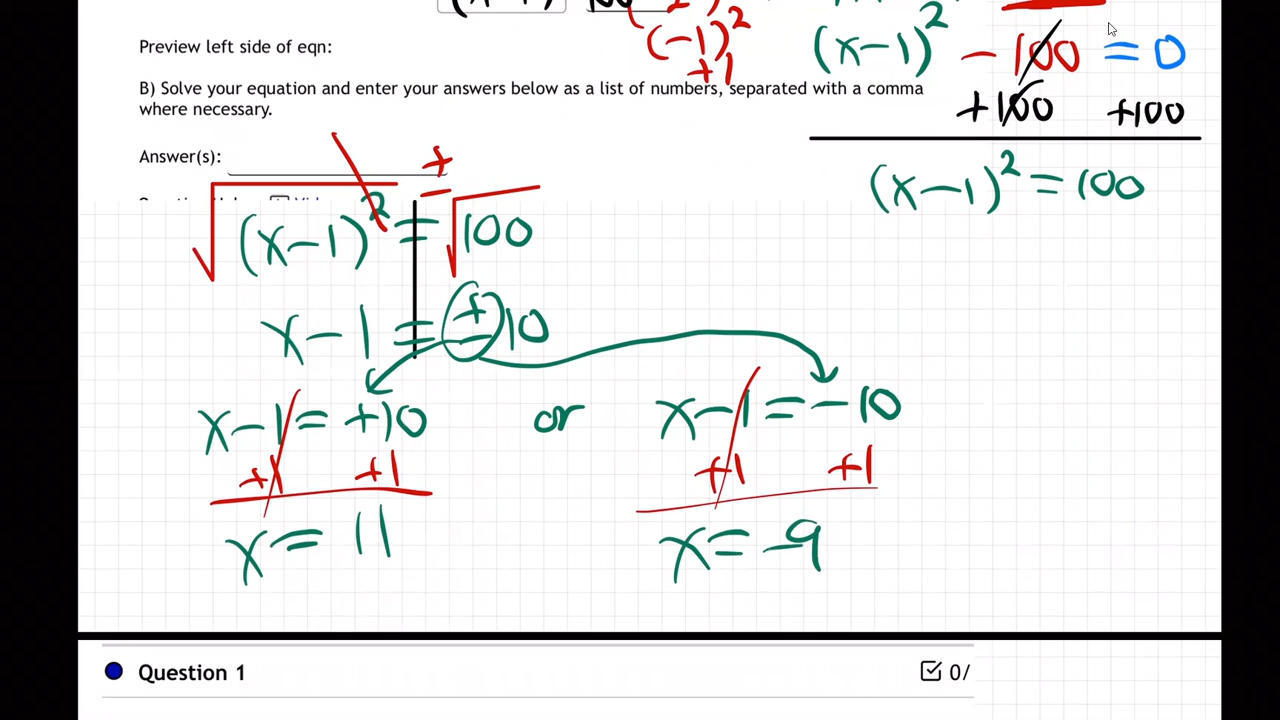 (-1)²
+1
(x-1)² - 100 = 0
+100 +100
(x-1)² = 100
Preview left side of eqn:
B) Solve your equation and enter your answers below as a list of numbers, separated with a comma
where necessary.
Answer(s):
√(x-1)² = ±√100
x-1 = ±10
x-1 = +10 or x-1 = -10
+1 +1 +1 +1
x = 11 x = -9
Question 1
0/